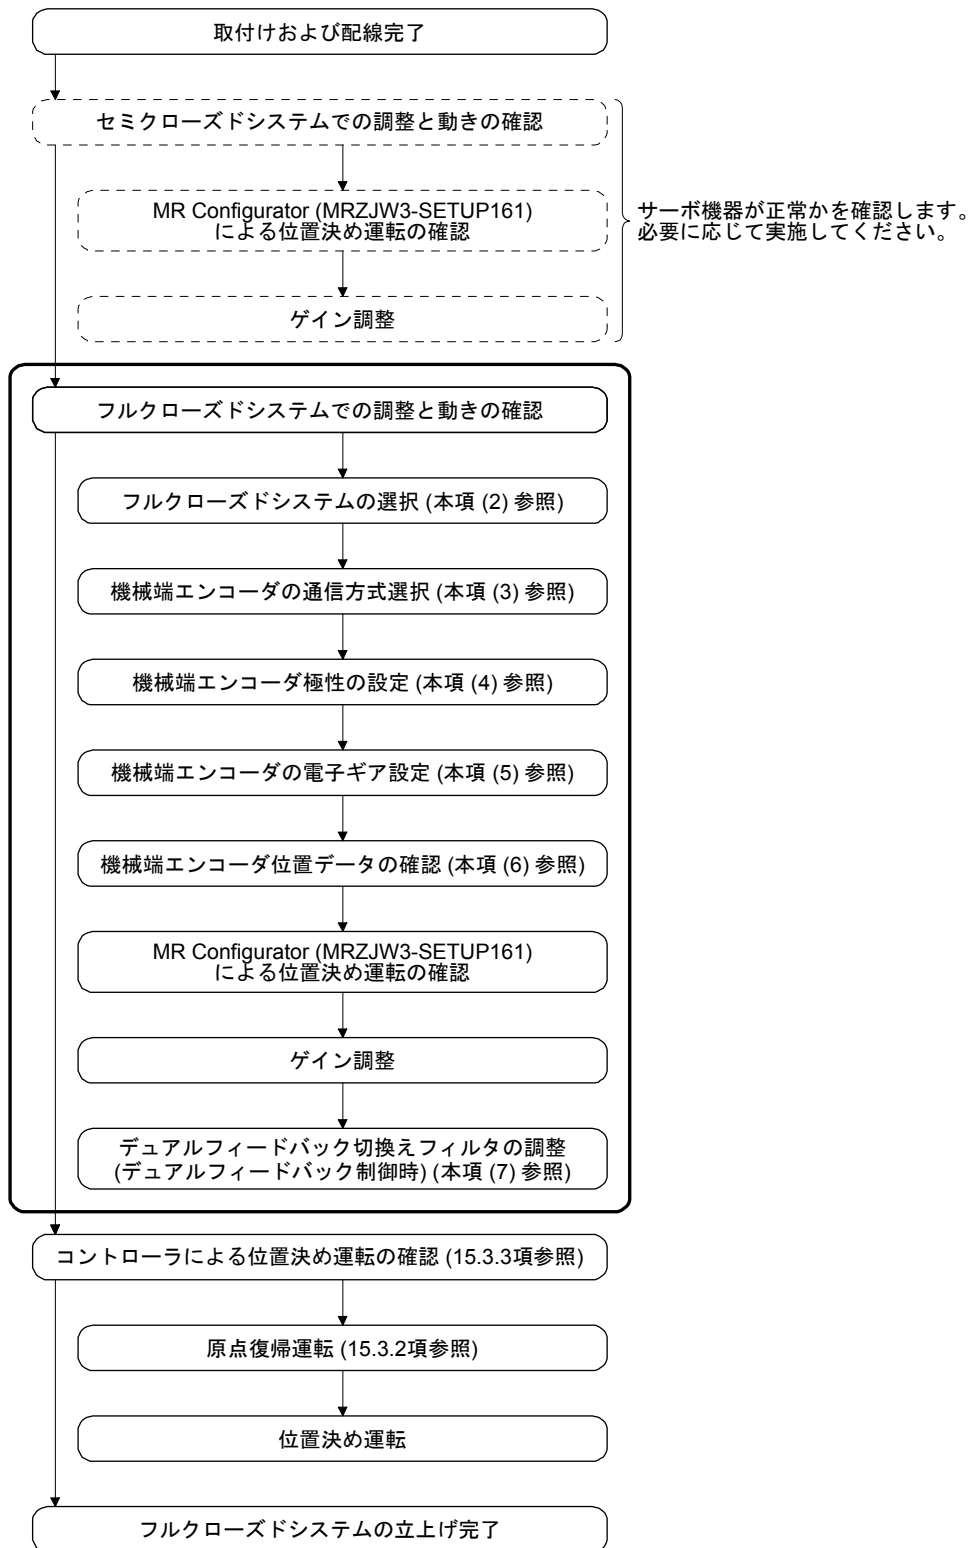 取付けおよび配線完了
セミクローズドシステムでの調整と動きの確認
MR Configurator (MRZJW3-SETUP161)
による位置決め運転の確認
ゲイン調整
サーボ機器が正常かを確認します。
必要に応じて実施してください。
フルクローズドシステムでの調整と動きの確認
フルクローズドシステムの選択 (本項 (2) 参照)
機械端エンコーダの通信方式選択 (本項 (3) 参照)
機械端エンコーダ極性の設定 (本項 (4) 参照)
機械端エンコーダの電子ギア設定 (本項 (5) 参照)
機械端エンコーダ位置データの確認 (本項 (6) 参照)
MR Configurator (MRZJW3-SETUP161)
による位置決め運転の確認
ゲイン調整
デュアルフィードバック切換えフィルタの調整
(デュアルフィードバック制御時) (本項 (7) 参照)
コントローラによる位置決め運転の確認 (15.3.3項参照)
原点復帰運転 (15.3.2項参照)
位置決め運転
フルクローズドシステムの立上げ完了